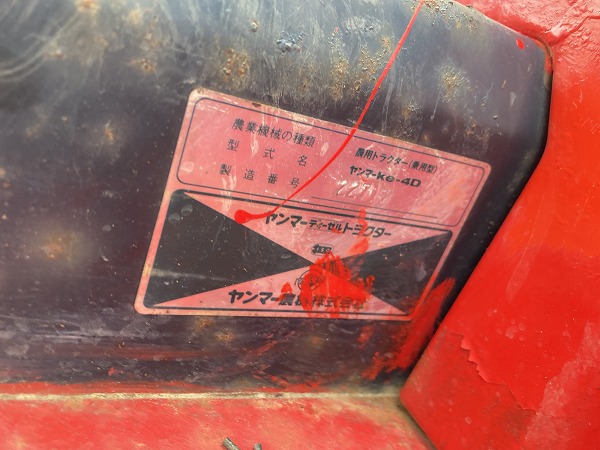 農業機械の種類 農用トラクター(乗用型)
型式名 ヤンマーke-4D
製造番号
ヤンマーディーゼルトラクター
ヤンマー農機株式会社